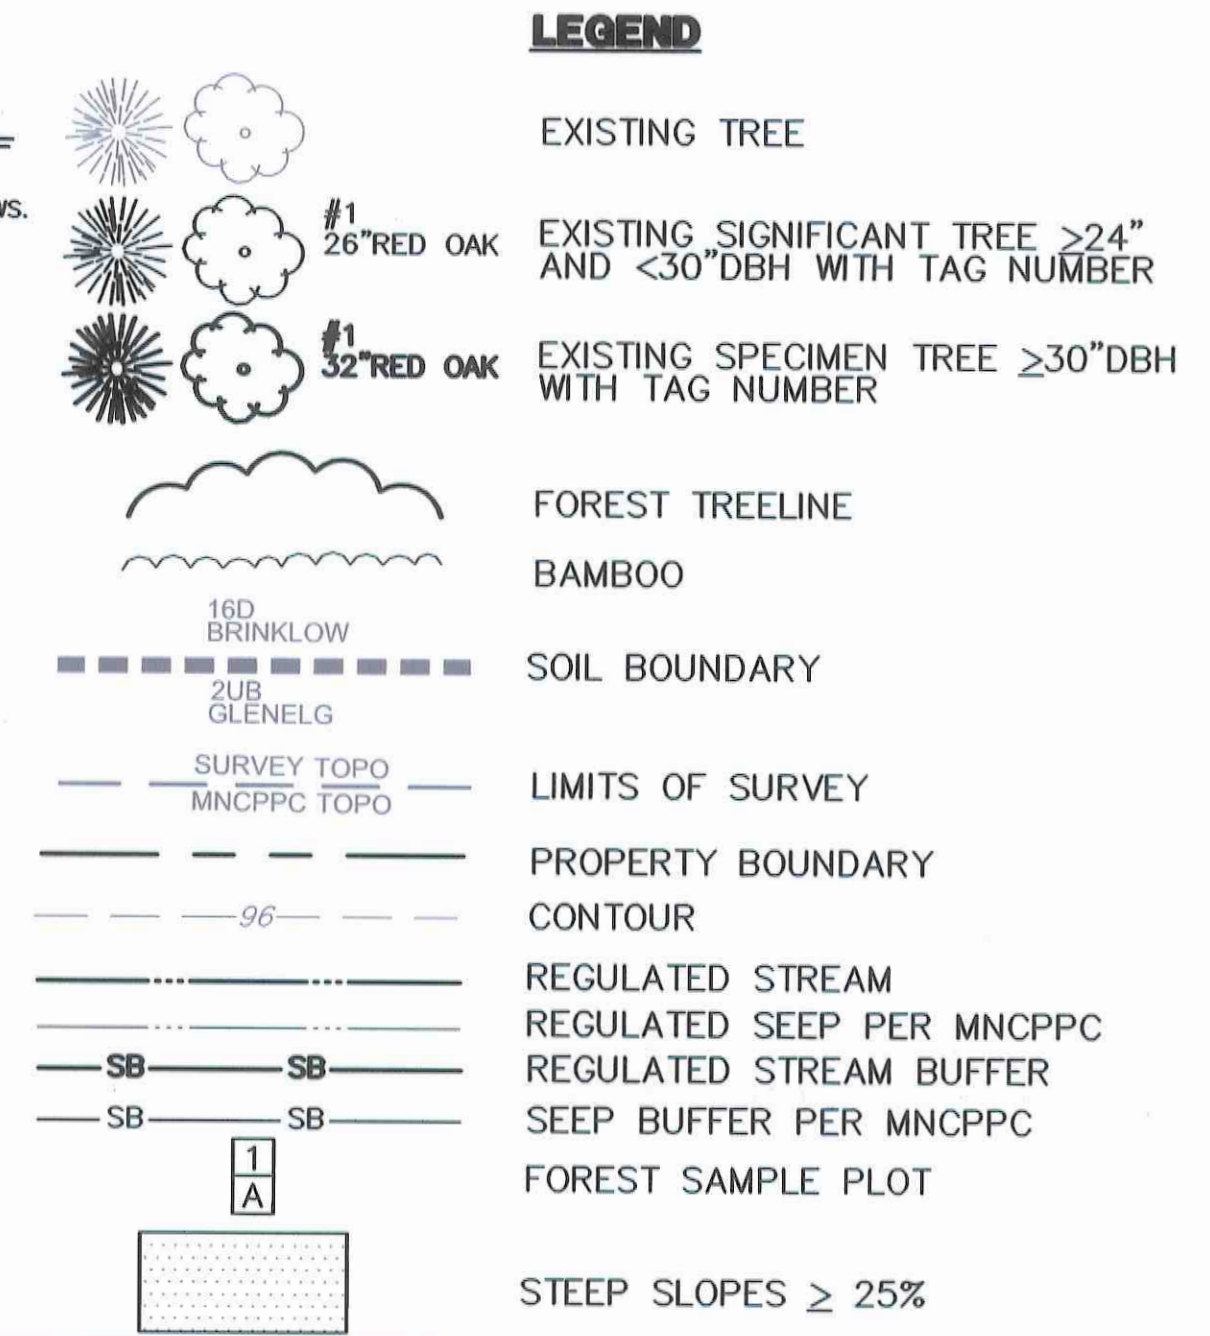 LEGEND
EXISTING TREE
#1
26"RED OAK
EXISTING SIGNIFICANT TREE ≥24"
AND <30"DBH WITH TAG NUMBER
#1
32"RED OAK
EXISTING SPECIMEN TREE ≥30"DBH
WITH TAG NUMBER
FOREST TREELINE
BAMBOO
16D
BRINKLOW
2UB
GLENELG
SOIL BOUNDARY
SURVEY TOPO
MNCPPC TOPO
LIMITS OF SURVEY
PROPERTY BOUNDARY
96
CONTOUR
REGULATED STREAM
REGULATED SEEP PER MNCPPC
SB SB
REGULATED STREAM BUFFER
SB SB
SEEP BUFFER PER MNCPPC
1
A
FOREST SAMPLE PLOT
STEEP SLOPES ≥ 25%